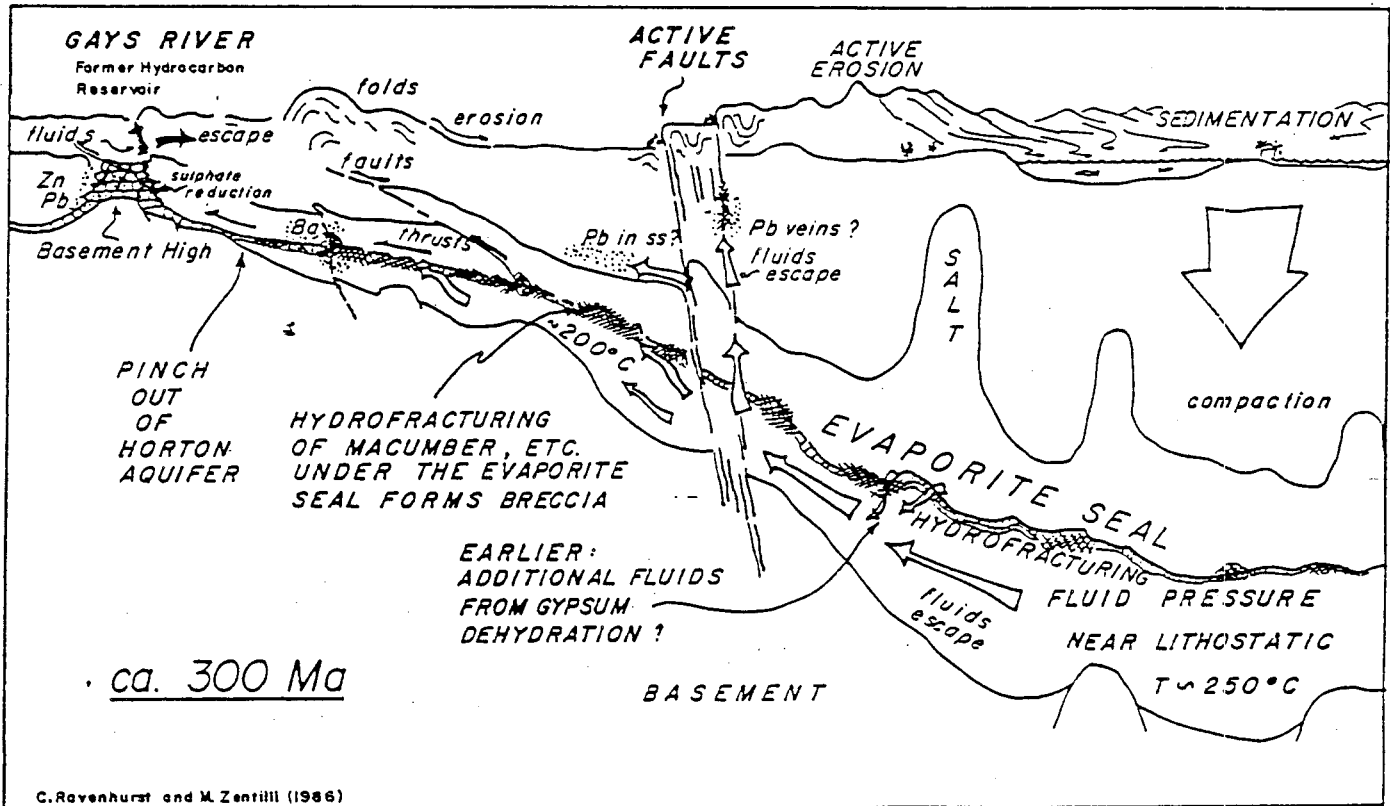 GAYS RIVER
Former Hydrocarbon
Reservoir
fluids
escape
Zn
Pb
sulphate
reduction
Basement High
folds
erosion
faults
Ba
thrusts
ACTIVE
FAULTS
ACTIVE
EROSION
SEDIMENTATION
Pb in ss?
Pb veins ?
fluids
escape
SALT
compaction
~200°C
PINCH
OUT
OF
HORTON
AQUIFER
HYDROFRACTURING
OF MACUMBER, ETC.
UNDER THE EVAPORITE
SEAL FORMS BRECCIA
EVAPORITE SEAL
HYDROFRACTURING
EARLIER:
ADDITIONAL FLUIDS
FROM GYPSUM
DEHYDRATION ?
fluids
escape
FLUID PRESSURE
NEAR LITHOSTATIC
T ~ 250°C
ca. 300 Ma
BASEMENT
C. Ravenhurst and M. Zentilli (1986)